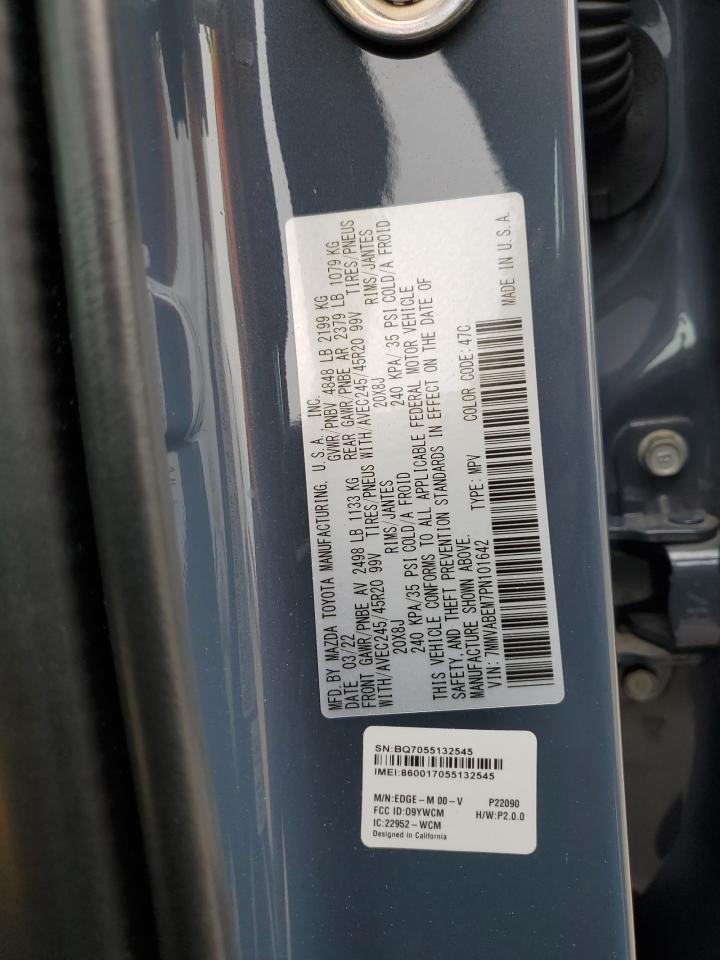 MFD. BY MAZDA TOYOTA MANUFACTURING, U.S.A., INC.
DATE 03/22 GVWR/PNBV 4848 LB 2199 KG
FRONT GAWR/PNBE AV 2498 LB 1133 KG REAR GAWR/PNBE AR 2379 LB 1079 KG
WITH/AVEC245/45R20 99V TIRES/PNEUS WITH/AVEC245/45R20 99V TIRES/PNEUS
20X8J RIMS/JANTES 20X8J RIMS/JANTES
240 KPA/35 PSI COLD/A FROID 240 KPA/ 35 PSI COLD/A FROID
THIS VEHICLE CONFORMS TO ALL APPLICABLE FEDERAL MOTOR VEHICLE
SAFETY AND THEFT PREVENTION STANDARDS IN EFFECT ON THE DATE OF
MANUFACTURE SHOWN ABOVE.
VIN: 7MMVABEM7PN101642 TYPE: MPV COLOR CODE: 47C
MADE IN U.S.A.
SN:BQ7055132545
IMEI:860017055132545
M/N:EDGE-M 00-V P22090
FCC ID:O9YWCM H/W:P2.0.0
IC:22952-WCM
Designed in California